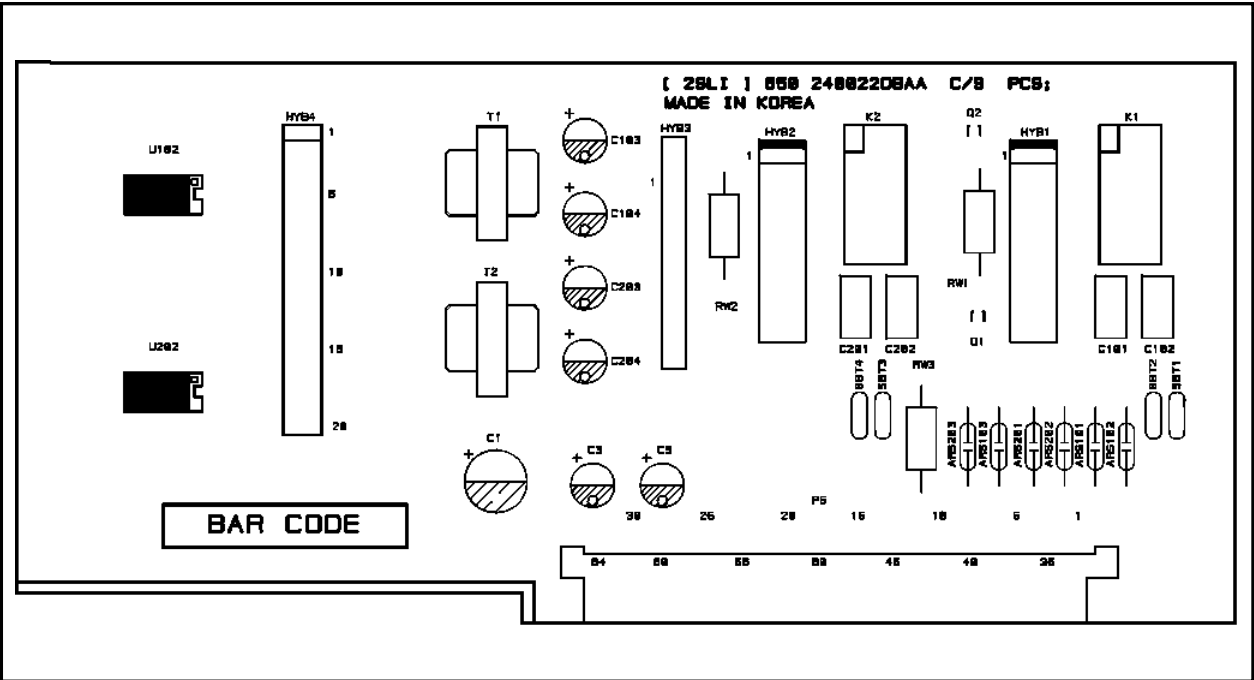 [ 2SLI ] 650 2400220BAA C/S PCS:
MADE IN KOREA
Q2
T1
K2
K1
HYB4
HYB3
HYB2
HYB1
1
C103
U102
1
1
1
5
C104
10
T2
C203
RW1
RW2
15
U202
Q1
C201 C202
C101 C102
C204
RW3
SBT4
SBT3
SBT2
SBT1
20
C1
C3
C5
ARS203
ARS103
ARS201
ARS202
ARS101
ARS102
P5
BAR CODE
30 25 20 15 10 5 1
64 60 55 50 45 40 35